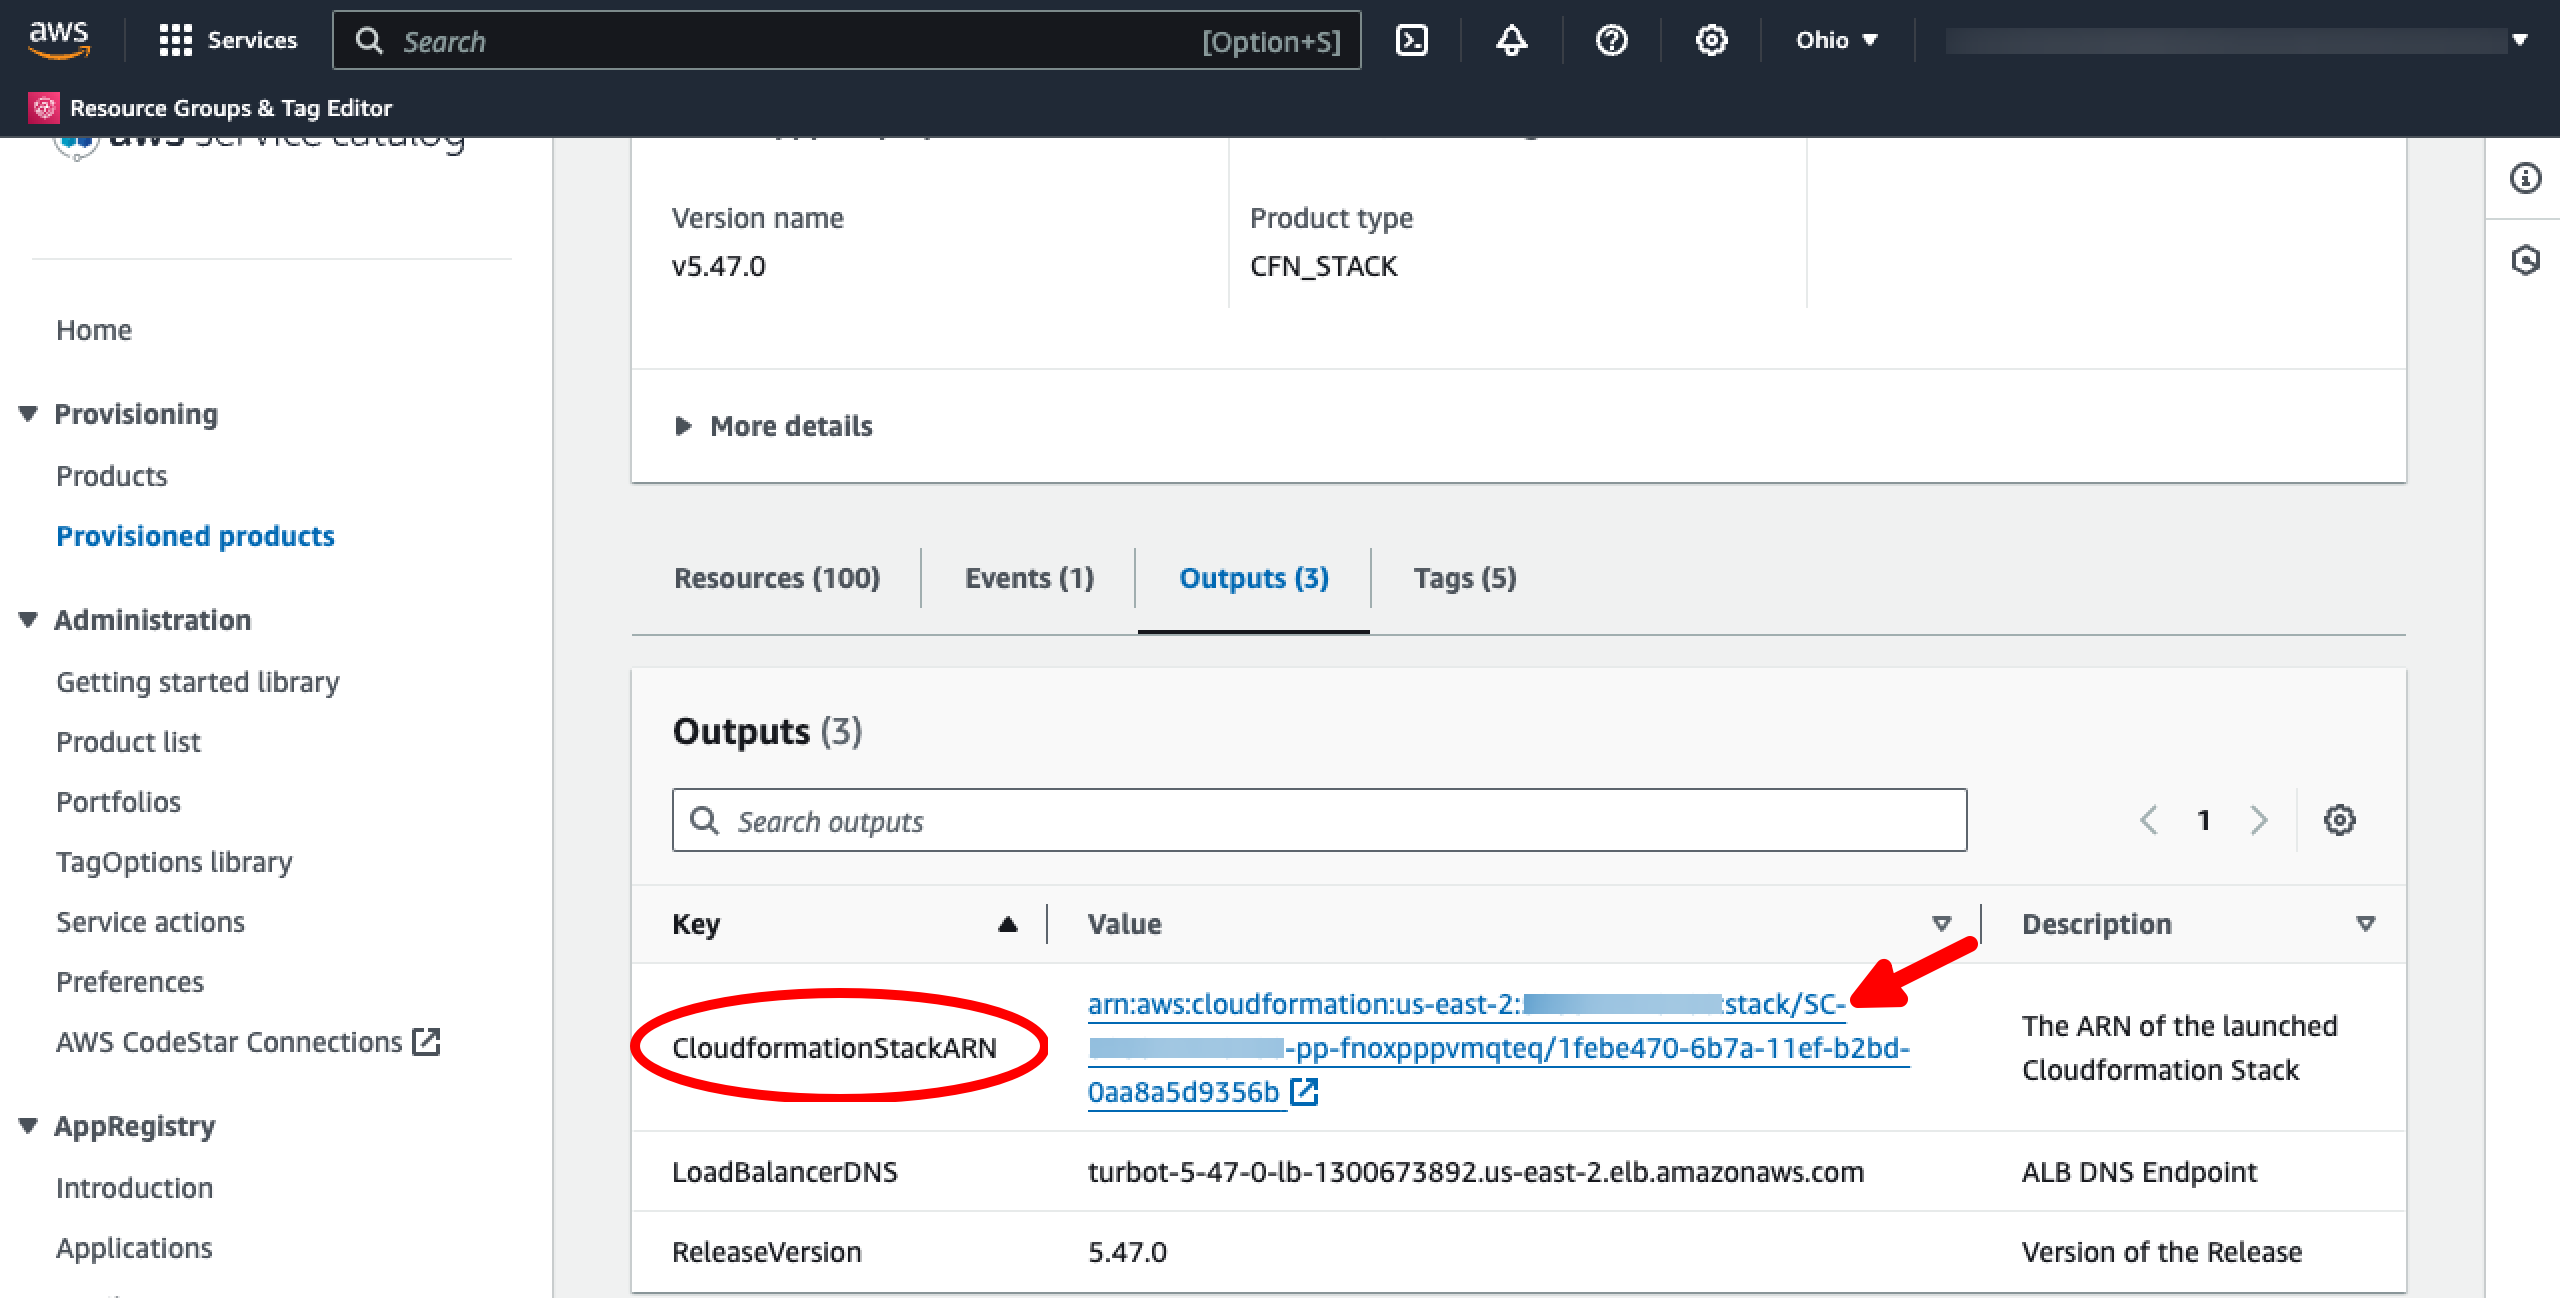 aws
Services
Search
[Option+S]
Ohio
Resource Groups & Tag Editor
aws service catalog
Home
Provisioning
Products
Provisioned products
Administration
Getting started library
Product list
Portfolios
TagOptions library
Service actions
Preferences
AWS CodeStar Connections
AppRegistry
Introduction
Applications
Version name
v5.47.0
Product type
CFN_STACK
More details
Resources (100)
Events (1)
Outputs (3)
Tags (5)
Outputs (3)
Search outputs
1
Key
Value
Description
CloudformationStackARN
arn:aws:cloudformation:us-east-2: :stack/SC-
-pp-fnoxpppvmqteq/1febe470-6b7a-11ef-b2bd-
0aa8a5d9356b
The ARN of the launched
Cloudformation Stack
LoadBalancerDNS
turbot-5-47-0-lb-1300673892.us-east-2.elb.amazonaws.com
ALB DNS Endpoint
ReleaseVersion
5.47.0
Version of the Release